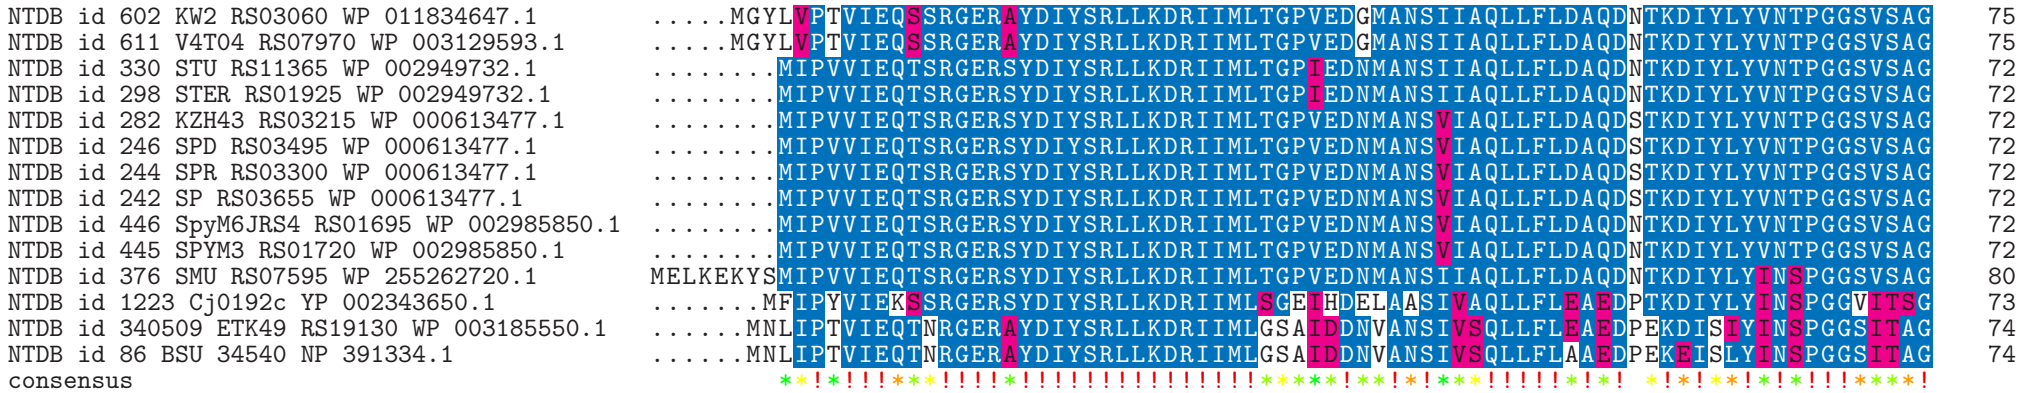 NTDB id 602 KW2 RS03060 WP 011834647.1 .....MGYLVPTVIEQSSRGERAYDIYSRLLKDRIIMLTGPVEDGMANSIIAQLLFLDAQDNTKDIYLYVNTPGGSVSAG 75
NTDB id 611 V4T04 RS07970 WP 003129593.1 .....MGYLVPTVIEQSSRGERAYDIYSRLLKDRIIMLTGPVEDGMANSIIAQLLFLDAQDNTKDIYLYVNTPGGSVSAG 75
NTDB id 330 STU RS11365 WP 002949732.1 ........MIPVVIEQTSRGERSYDIYSRLLKDRIIMLTGPIEDNMANSIIAQLLFLDAQDNTKDIYLYVNTPGGSVSAG 72
NTDB id 298 STER RS01925 WP 002949732.1 ........MIPVVIEQTSRGERSYDIYSRLLKDRIIMLTGPIEDNMANSIIAQLLFLDAQDNTKDIYLYVNTPGGSVSAG 72
NTDB id 282 KZH43 RS03215 WP 000613477.1 ........MIPVVIEQTSRGERSYDIYSRLLKDRIIMLTGPVEDNMANSVIAQLLFLDAQDSTKDIYLYVNTPGGSVSAG 72
NTDB id 246 SPD RS03495 WP 000613477.1 ........MIPVVIEQTSRGERSYDIYSRLLKDRIIMLTGPVEDNMANSVIAQLLFLDAQDSTKDIYLYVNTPGGSVSAG 72
NTDB id 244 SPR RS03300 WP 000613477.1 ........MIPVVIEQTSRGERSYDIYSRLLKDRIIMLTGPVEDNMANSVIAQLLFLDAQDSTKDIYLYVNTPGGSVSAG 72
NTDB id 242 SP RS03655 WP 000613477.1 ........MIPVVIEQTSRGERSYDIYSRLLKDRIIMLTGPVEDNMANSVIAQLLFLDAQDSTKDIYLYVNTPGGSVSAG 72
NTDB id 446 SpyM6JRS4 RS01695 WP 002985850.1 ........MIPVVIEQTSRGERSYDIYSRLLKDRIIMLTGPVEDNMANSVIAQLLFLDAQDNTKDIYLYVNTPGGSVSAG 72
NTDB id 445 SPYM3 RS01720 WP 002985850.1 ........MIPVVIEQTSRGERSYDIYSRLLKDRIIMLTGPVEDNMANSVIAQLLFLDAQDNTKDIYLYVNTPGGSVSAG 72
NTDB id 376 SMU RS07595 WP 255262720.1 MELKEKYSMIPVVIEQTSRGERSYDIYSRLLKDRIIMLTGPVEDNMANSIIAQLLFLDAQDNTKDIYLYINSPGGSVSAG 80
NTDB id 1223 Cj0192c YP 002343650.1 .......MFIPYVIEKSSRGERSYDIYSRLLKDRIIMLSGEIHDELAASIVAQLLFLEAEDPTKDIYLYINSPGGVITSG 73
NTDB id 340509 ETK49 RS19130 WP 003185550.1 ......MNLIPTVIEQTNRGERAYDIYSRLLKDRIIMLGSAIDDNVANSIVSQLLFLEAEDPEKDISIYINSPGGSITAG 74
NTDB id 86 BSU 34540 NP 391334.1 ......MNLIPTVIEQTNRGERAYDIYSRLLKDRIIMLGSAIDDNVANSIVSQLLFLAAEDPEKEISLYINSPGGSITAG 74
consensus **!*!!!***!!!!*!!!!!!!!!!!!!!!*****!**!*!***!!!!!*!*! *!*!**!*!*!!!****!